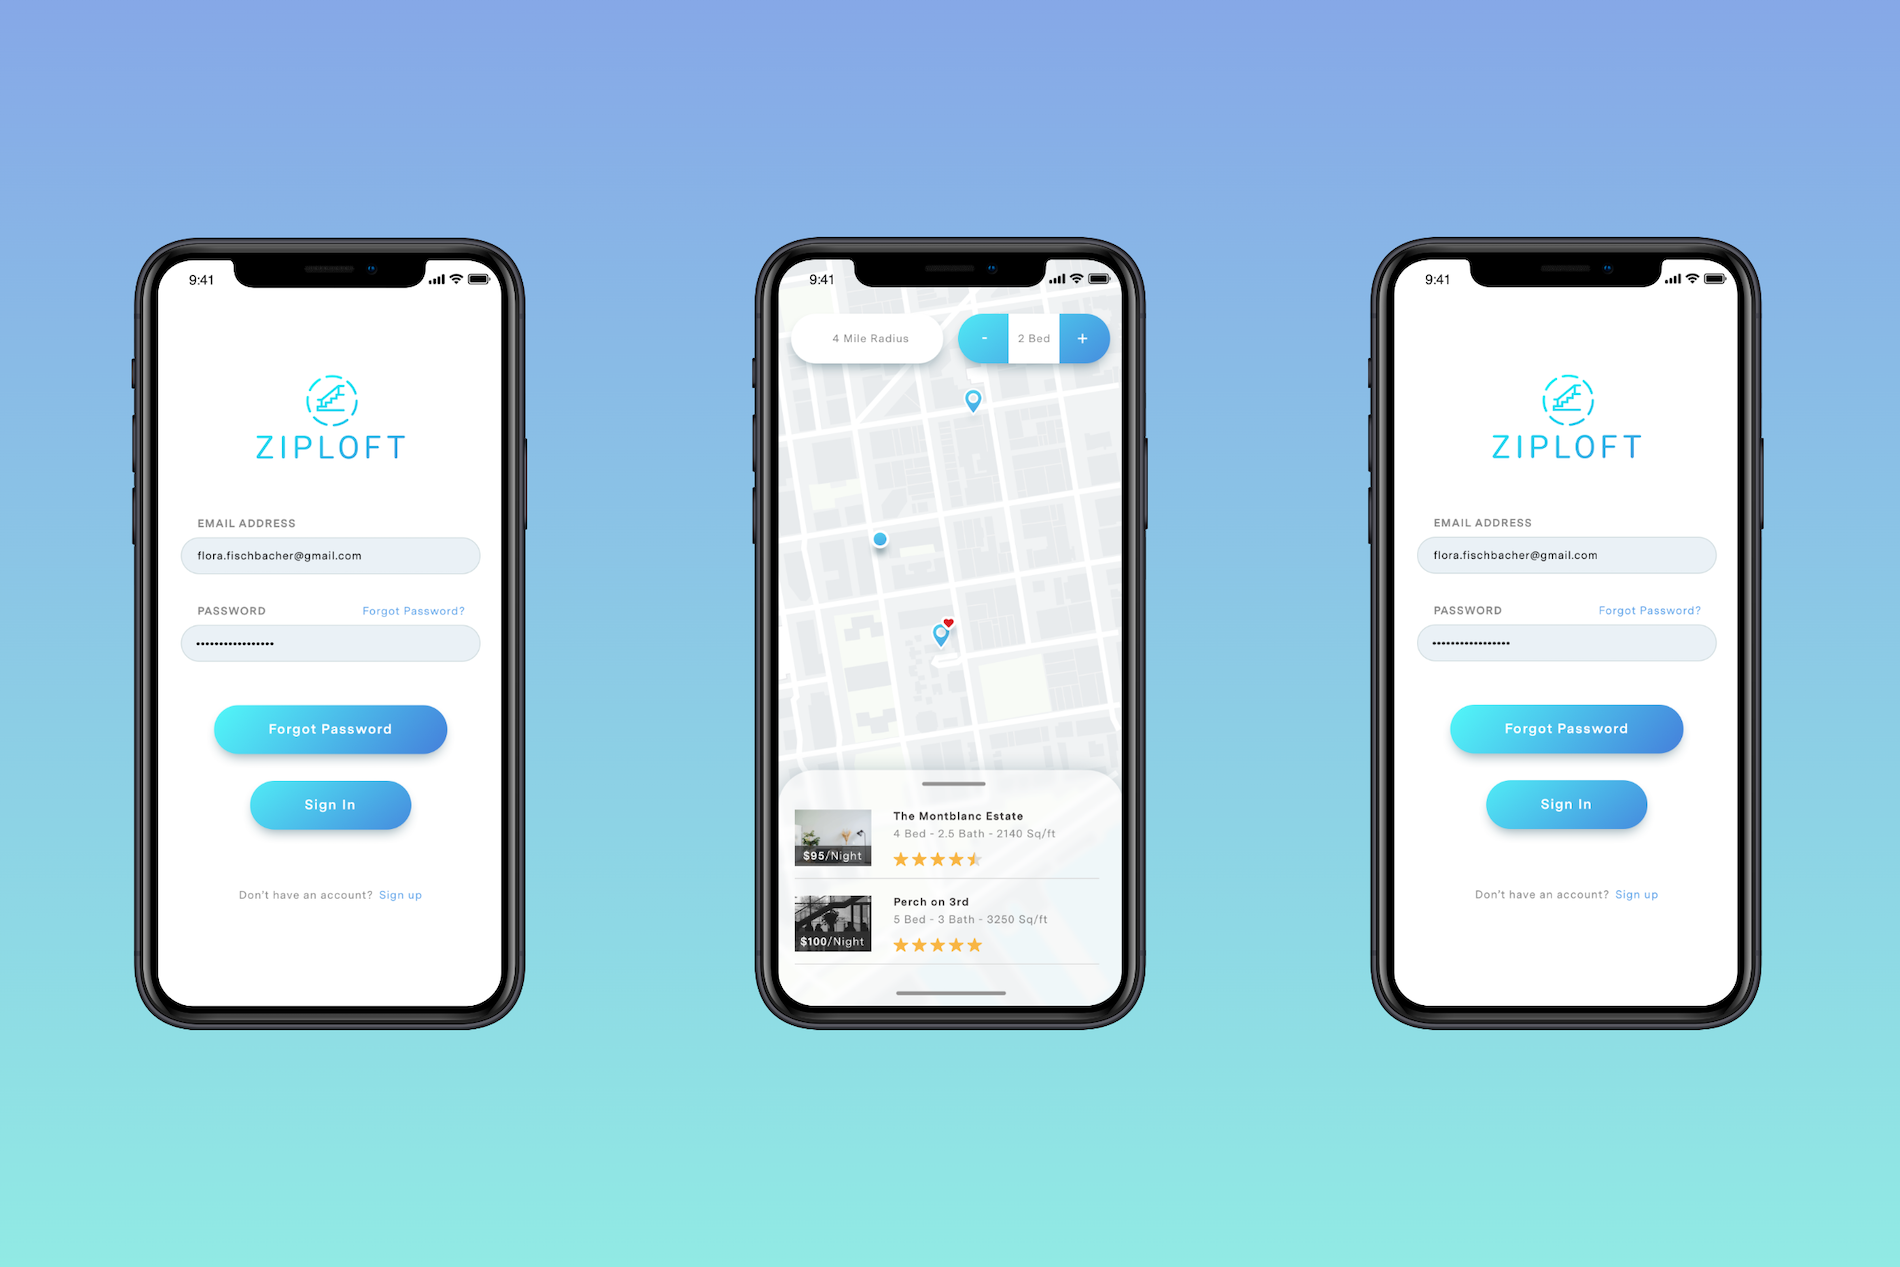 9:41
ZIPLOFT
EMAIL ADDRESS
flora.fischbacher@gmail.com
PASSWORD Forgot Password?
•••••••••••••••••
Forgot Password
Sign In
Don't have an account? Sign up
9:41
4 Mile Radius - 2 Bed +
The Montblanc Estate
4 Bed - 2.5 Bath - 2140 Sq/ft
$95/Night
Perch on 3rd
5 Bed - 3 Bath - 3250 Sq/ft
$100/Night
9:41
ZIPLOFT
EMAIL ADDRESS
flora.fischbacher@gmail.com
PASSWORD Forgot Password?
•••••••••••••••••
Forgot Password
Sign In
Don't have an account? Sign up